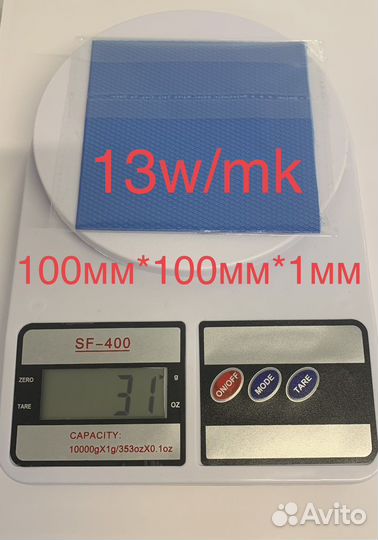 13w/mk
100мм*100мм*1мм
SF-400
ZERO
TARE
31
g
OZ
CAPACITY:
10000gX1g/353ozX0.1oz
ON/OFF
MODE
TARE
Avito